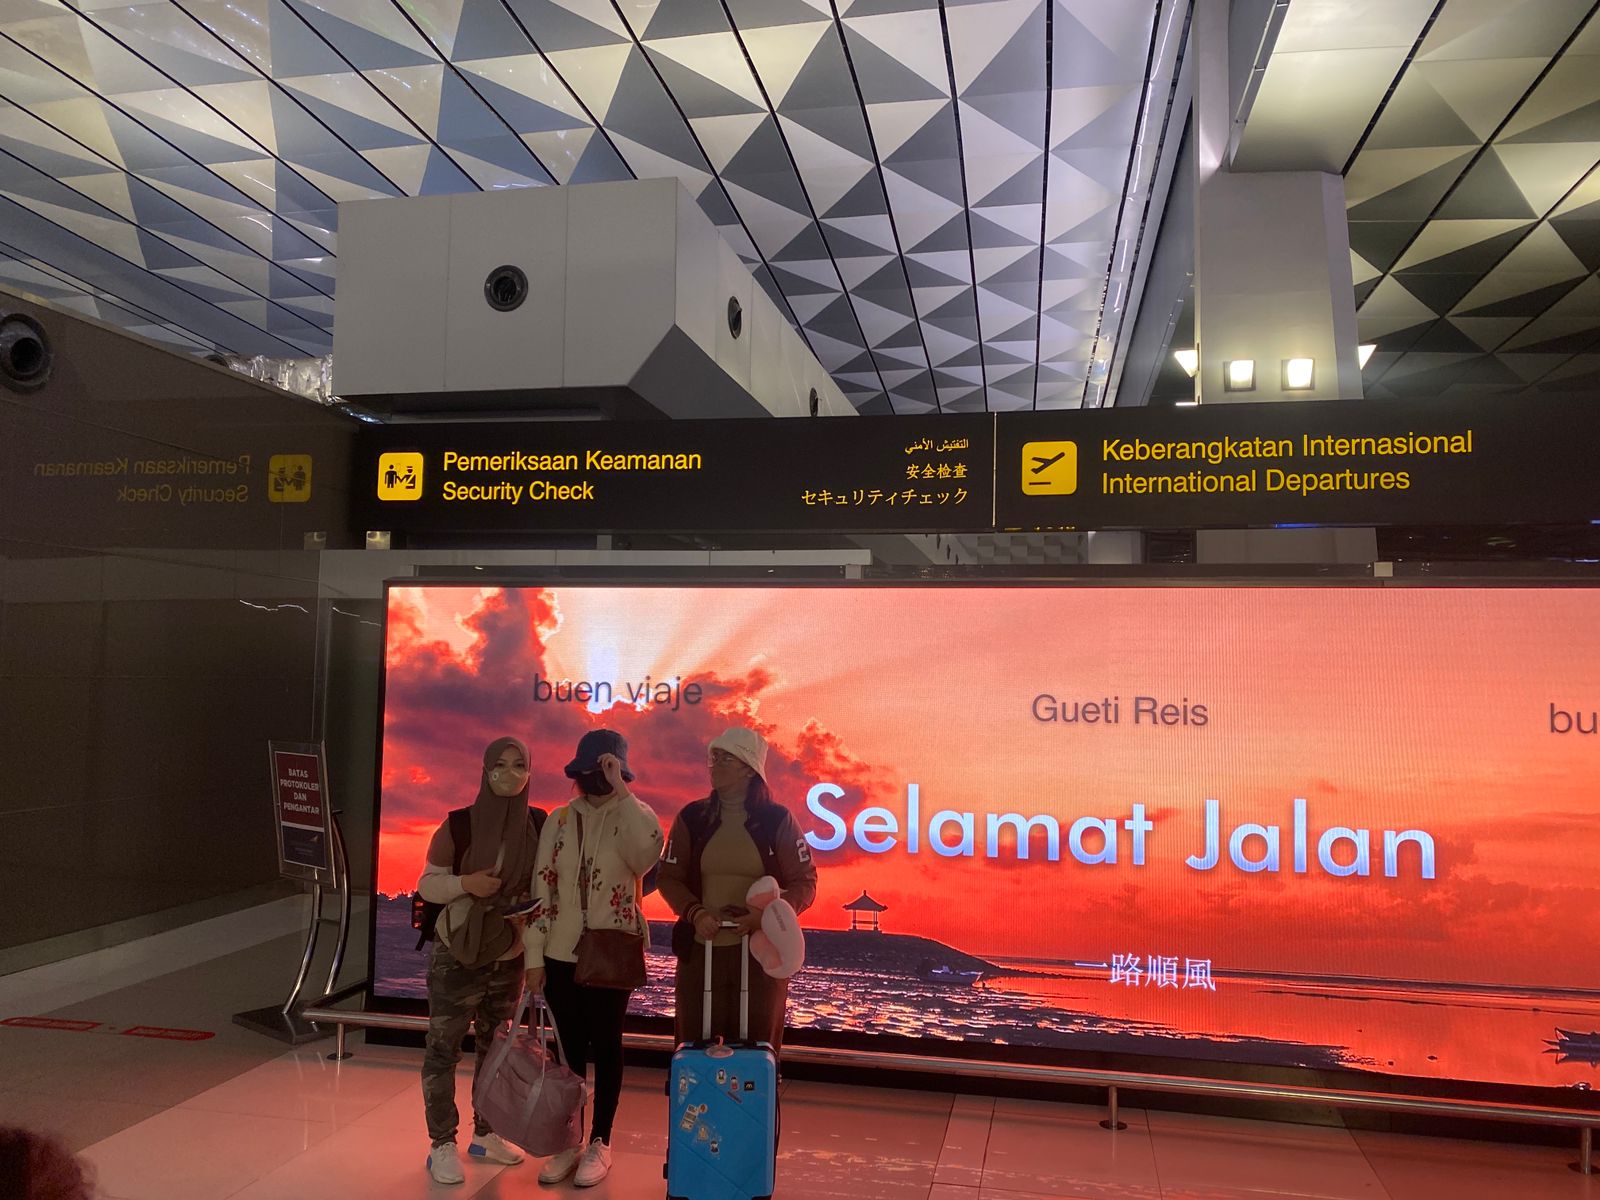 Pemeriksaan Keamanan
Security Check
التفتيش الأمني
安全检查
セキュリティチェック
Keberangkatan Internasional
International Departures
Pemeriksaan Keamanan
Security Check
buen viaje
Gueti Reis
bu
Selamat Jalan
一路順風
BATAS
PROTOKOLER
DAN
PENGANTAR